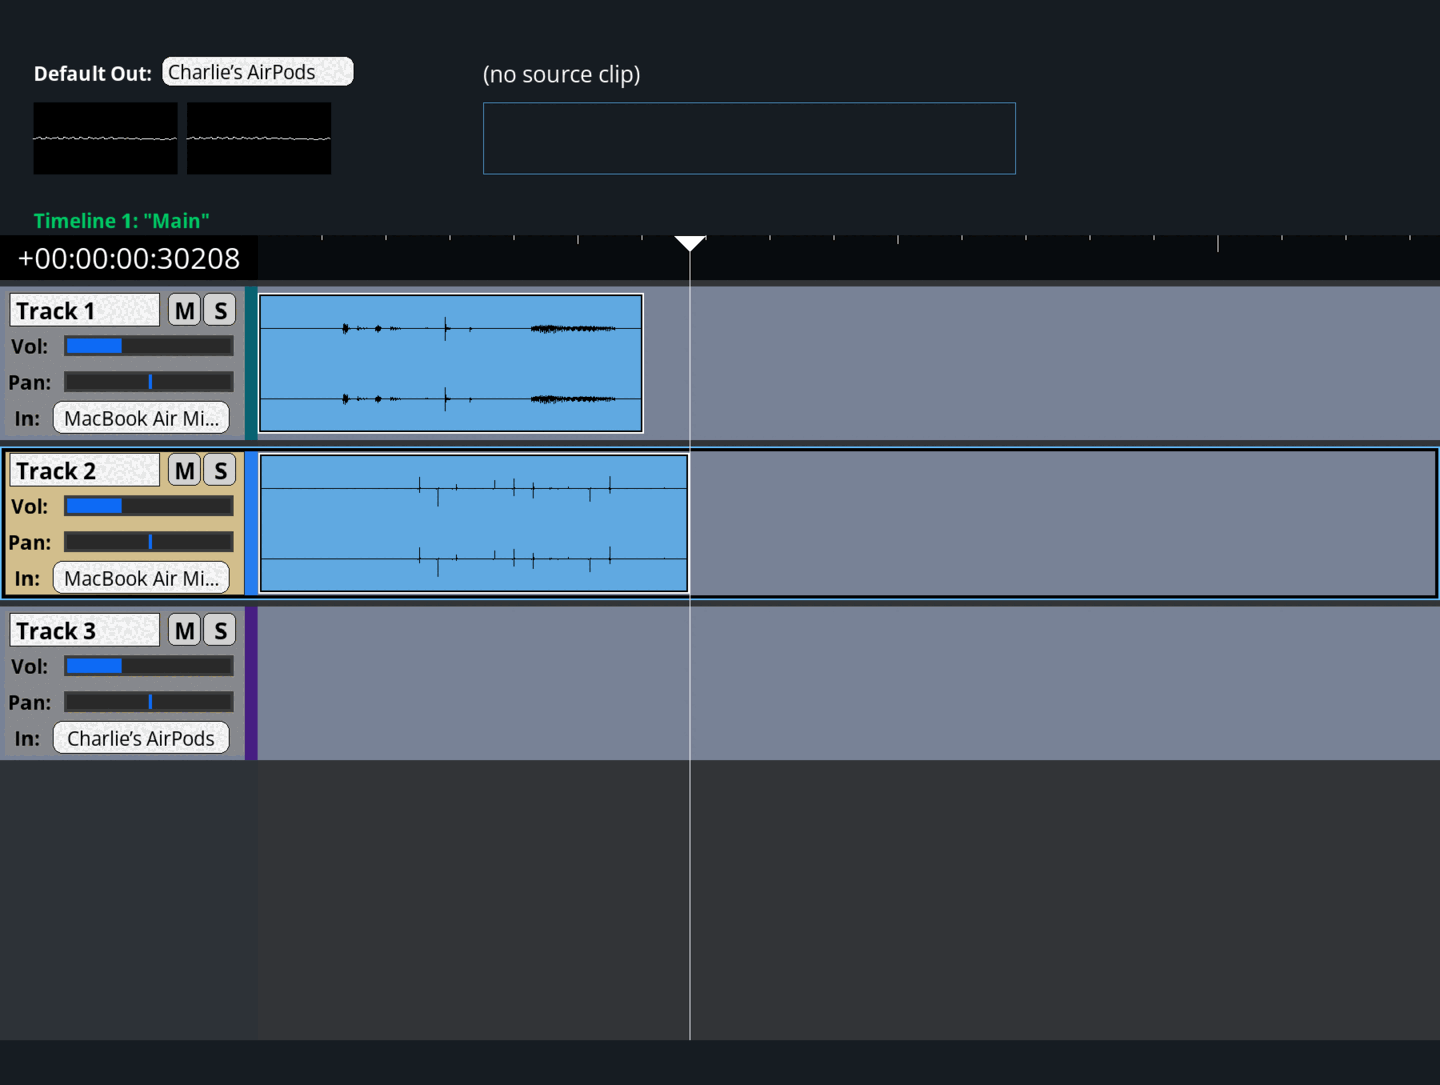 Default Out: Charlie’s AirPods
(no source clip)
Timeline 1: "Main"
+00:00:00:30208
Track 1 M S
Vol:
Pan:
In: MacBook Air Mi...
Track 2 M S
Vol:
Pan:
In: MacBook Air Mi...
Track 3 M S
Vol:
Pan:
In: Charlie’s AirPods